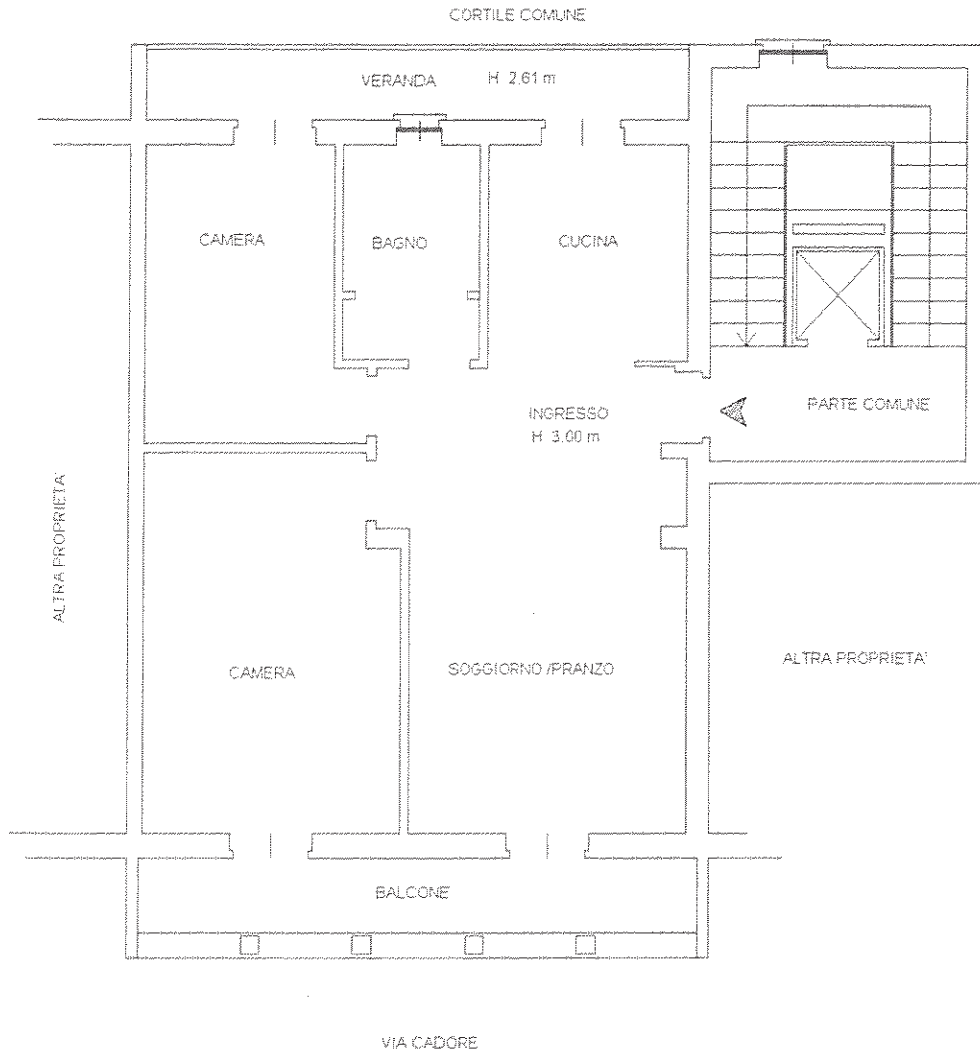 CORTILE COMUNE
VERANDA H 2,61 m
CAMERA
BAGNO
CUCINA
INGRESSO
H 3,00 m
PARTE COMUNE
ALTRA PROPRIETA'
CAMERA
SOGGIORNO /PRANZO
ALTRA PROPRIETA'
BALCONE
VIA CADORE